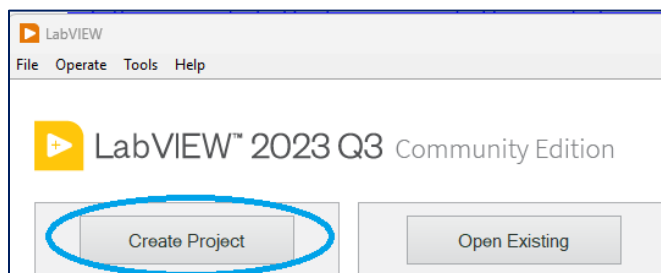 LabVIEW
File Operate Tools Help
LabVIEW™ 2023 Q3 Community Edition
Create Project Open Existing